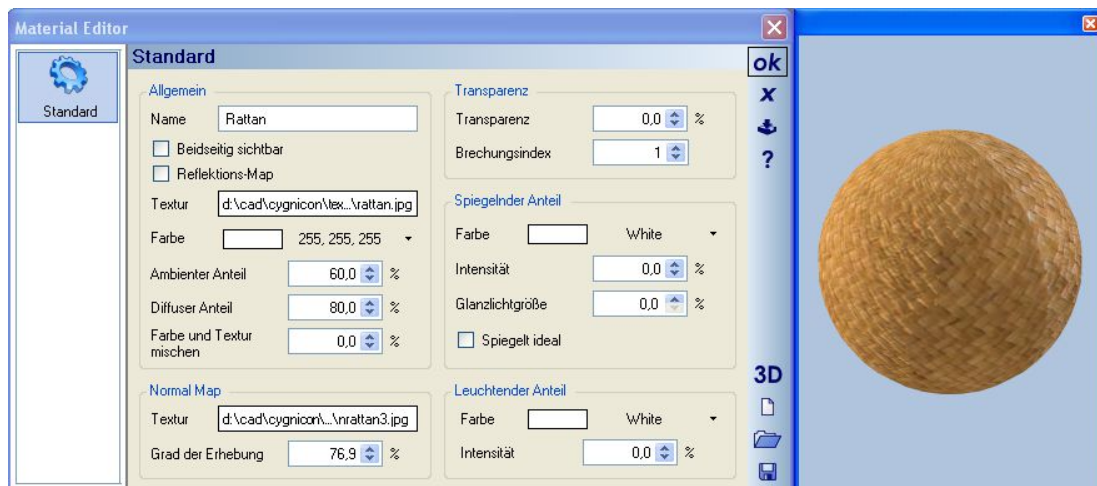 Material Editor
Standard
Standard
Allgemein
Name Rattan
Beidseitig sichtbar
Reflektions-Map
Textur d:\cad\cygnicon\tex...\rattan.jpg
Farbe 255, 255, 255
Ambienter Anteil 60,0 %
Diffuser Anteil 80,0 %
Farbe und Textur
mischen 0,0 %
Normal Map
Textur d:\cad\cygnicon\...\nrattan3.jpg
Grad der Erhebung 76,9 %
Transparenz
Transparenz 0,0 %
Brechungsindex 1
Spiegelnder Anteil
Farbe White
Intensität 0,0 %
Glanzlichtgröße 0,0 %
Spiegelt ideal
Leuchtender Anteil
Farbe White
Intensität 0,0 %
ok
x
?
3D